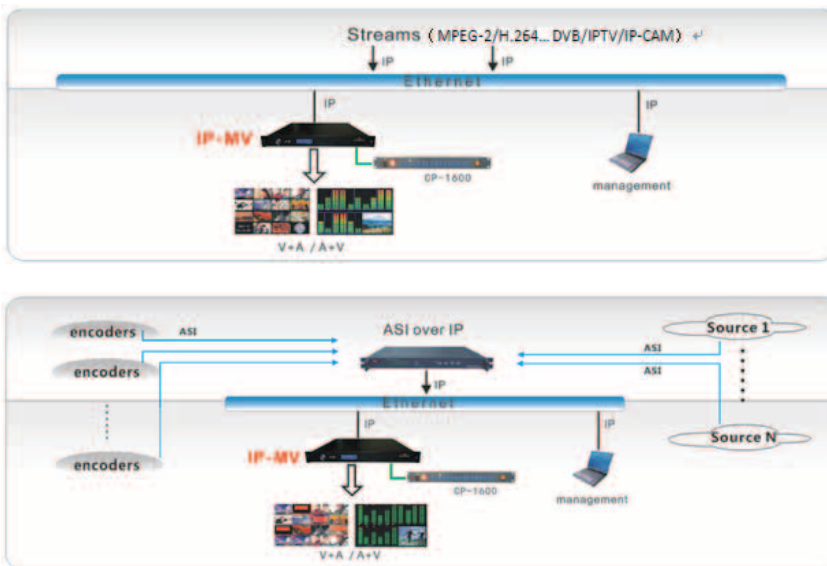 Streams（MPEG-2/H.264... DVB/IPTV/IP-CAM）↵
IP IP
Ethernet
IP IP
IP-MV
CP-1600
management
V+A / A+V
encoders ASI ASI over IP Source 1
encoders ASI
ASI
IP
Ethernet
IP IP
encoders Source N
IP-MV
CP-1600
management
V+A / A+V